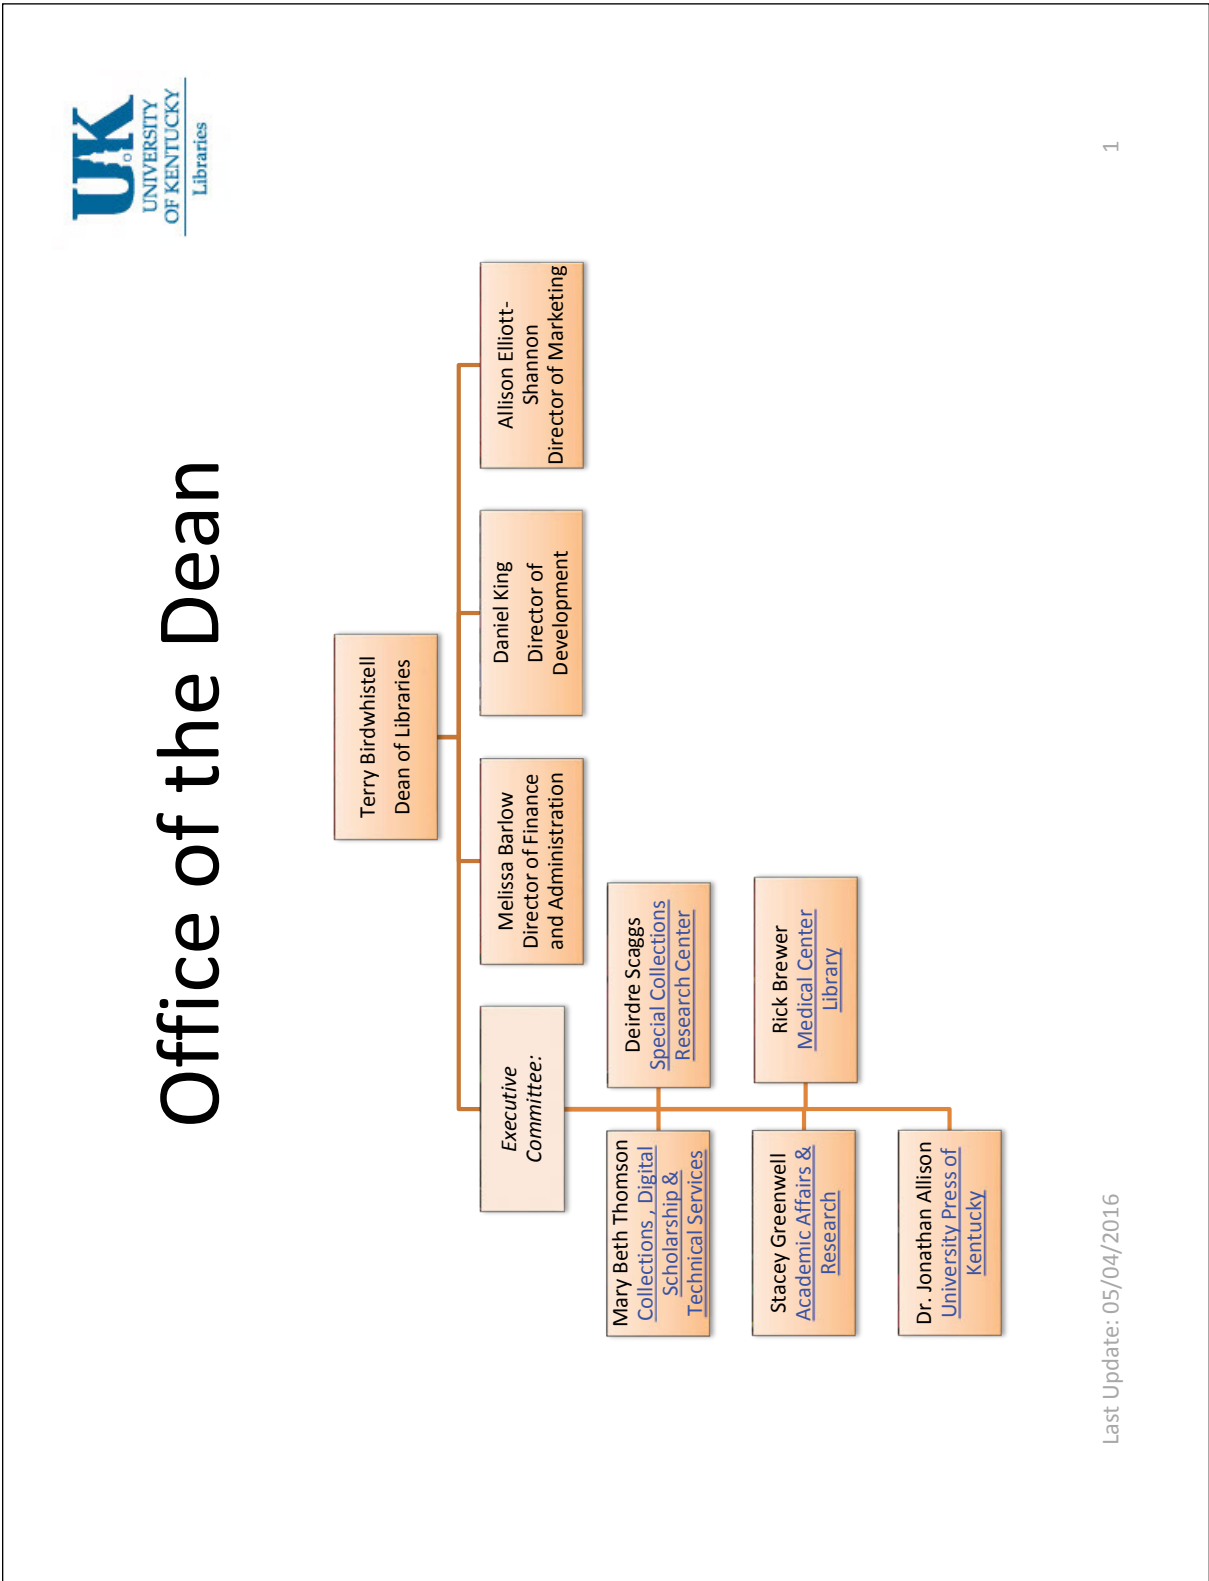 UK
UNIVERSITY
OF KENTUCKY
Libraries
Office of the Dean
Terry Birdwhistell
Dean of Libraries
Executive
Committee:
Melissa Barlow
Director of Finance
and Administration
Daniel King
Director of
Development
Allison Elliott-
Shannon
Director of Marketing
Mary Beth Thomson
Collections , Digital
Scholarship &
Technical Services
Deirdre Scaggs
Special Collections
Research Center
Stacey Greenwell
Academic Affairs &
Research
Rick Brewer
Medical Center
Library
Dr. Jonathan Allison
University Press of
Kentucky
Last Update: 05/04/2016
1